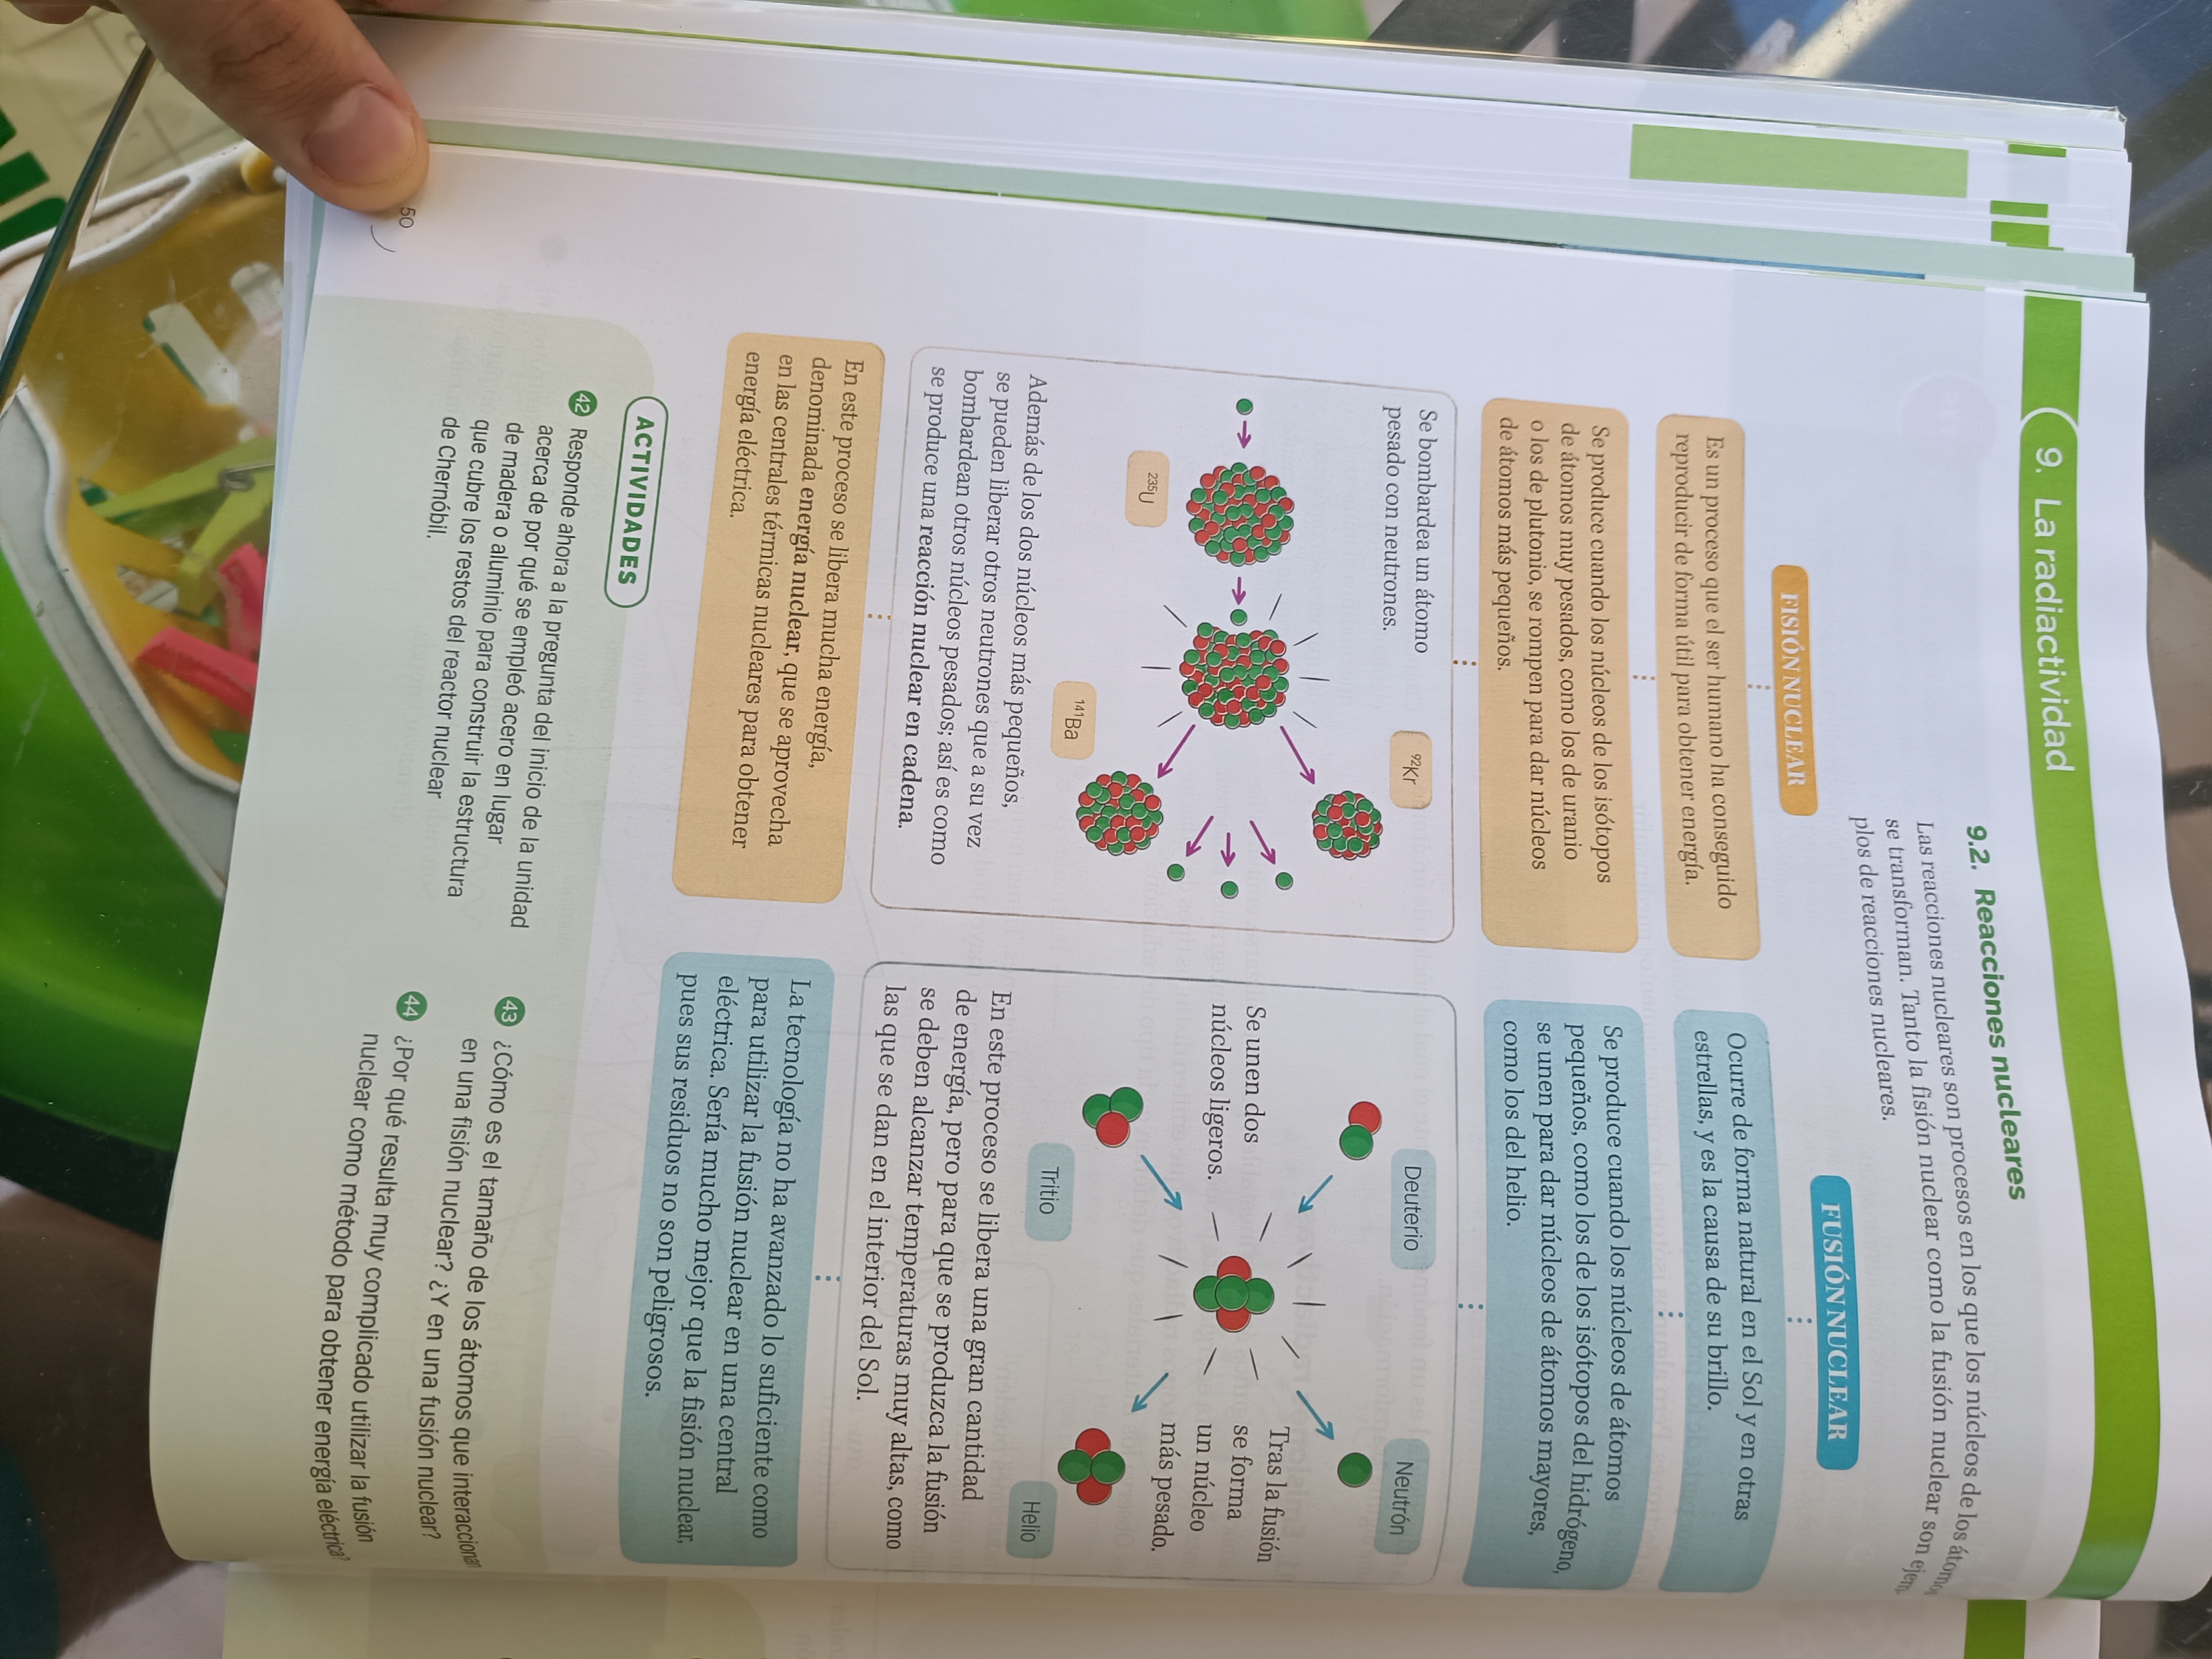 9. La radiactividad
9.2. Reacciones nucleares
Las reacciones nucleares son procesos en los que los núcleos de los átomos
se transforman. Tanto la fisión nuclear como la fusión nuclear son ejem-
plos de reacciones nucleares.
FISIÓN NUCLEAR
Es un proceso que el ser humano ha conseguido
reproducir de forma útil para obtener energía.
Se produce cuando los núcleos de los isótopos
de átomos muy pesados, como los de uranio
o los de plutonio, se rompen para dar núcleos
de átomos más pequeños.
Se bombardea un átomo
pesado con neutrones.
⁹²Kr
²³⁵U
¹⁴¹Ba
Además de los dos núcleos más pequeños,
se pueden liberar otros neutrones que a su vez
bombardean otros núcleos pesados; así es como
se produce una reacción nuclear en cadena.
En este proceso se libera mucha energía,
denominada energía nuclear, que se aprovecha
en las centrales térmicas nucleares para obtener
energía eléctrica.
FUSIÓN NUCLEAR
Ocurre de forma natural en el Sol y en otras
estrellas, y es la causa de su brillo.
Se produce cuando los núcleos de átomos
pequeños, como los de los isótopos del hidrógeno,
se unen para dar núcleos de átomos mayores,
como los del helio.
Deuterio
Neutrón
Se unen dos
núcleos ligeros.
Tras la fusión
se forma
un núcleo
más pesado.
Tritio
Helio
En este proceso se libera una gran cantidad
de energía, pero para que se produzca la fusión
se deben alcanzar temperaturas muy altas, como
las que se dan en el interior del Sol.
La tecnología no ha avanzado lo suficiente como
para utilizar la fusión nuclear en una central
eléctrica. Sería mucho mejor que la fisión nuclear,
pues sus residuos no son peligrosos.
ACTIVIDADES
42 Responde ahora a la pregunta del inicio de la unidad
acerca de por qué se empleó acero en lugar
de madera o aluminio para construir la estructura
que cubre los restos del reactor nuclear
de Chernóbil.
43 ¿Cómo es el tamaño de los átomos que interaccionan
en una fisión nuclear? ¿Y en una fusión nuclear?
44 ¿Por qué resulta muy complicado utilizar la fusión
nuclear como método para obtener energía eléctrica?
50